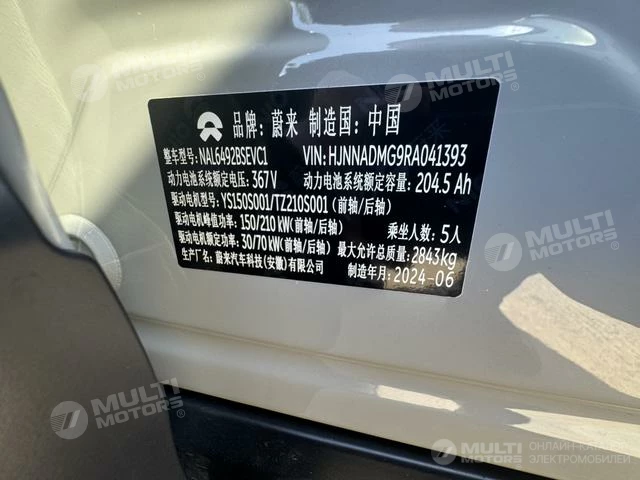 品牌：蔚来 制造国：中国
整车型号：NAL6492BSEVC1 VIN：HJNNADMG9RA041393
动力电池系统额定电压：367V 动力电池系统额定容量：204.5 Ah
驱动电机型号：YS150S001/TZ210S001（前轴/后轴）
驱动电机峰值功率：150/210 kW（前轴/后轴） 乘坐人数：5人
驱动电机额定功率：30/70 kW（前轴/后轴） 最大允许总质量：2843kg
生产厂名：蔚来汽车科技（安徽）有限公司 制造年月：2024-06
MULTI MOTORS
MULTI MOTORS
MULTI MOTORS
MULTI MOTORS
MULTI MOTORS
ОНЛАЙН-КАТАЛОГ ЭЛЕКТРОМОБИЛЕЙ